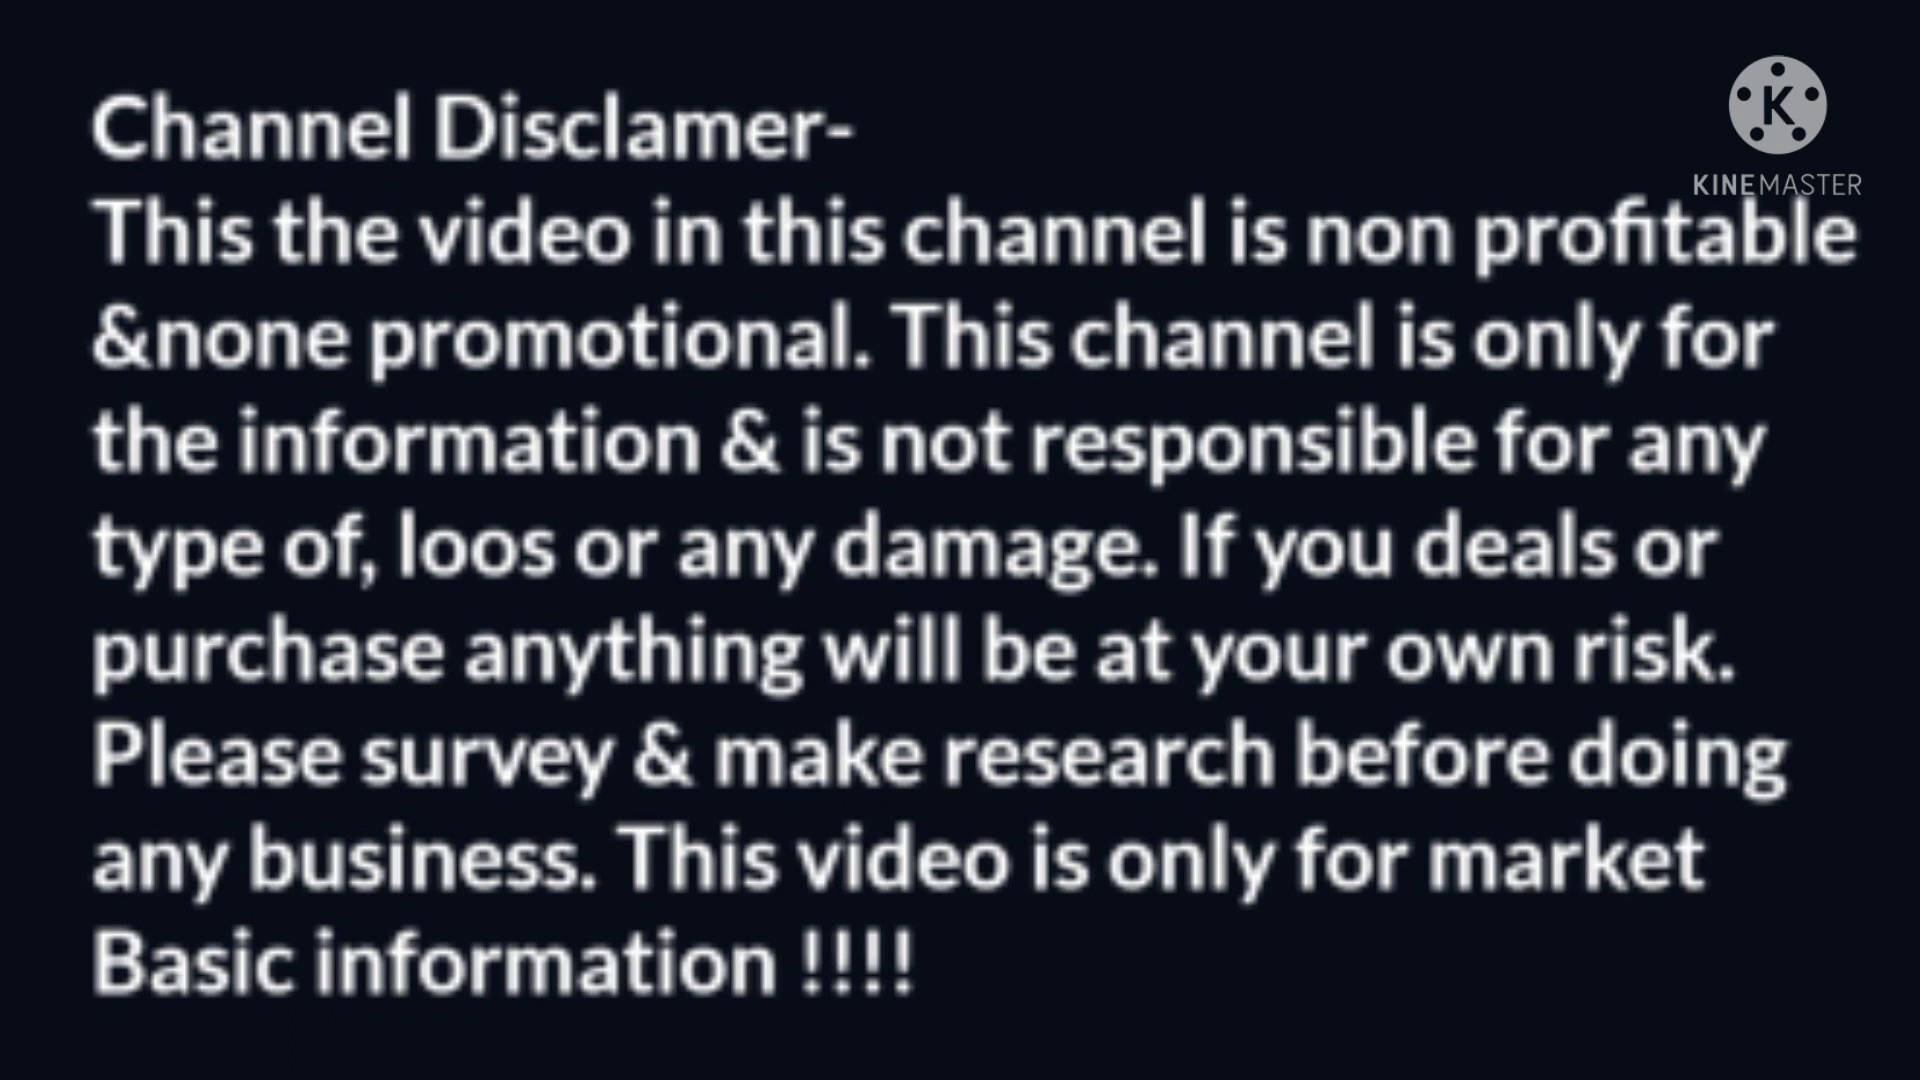 Channel Disclamer-
KINEMASTER
This the video in this channel is non profitable
&none promotional. This channel is only for
the information & is not responsible for any
type of, loos or any damage. If you deals or
purchase anything will be at your own risk.
Please survey & make research before doing
any business. This video is only for market
Basic information !!!!